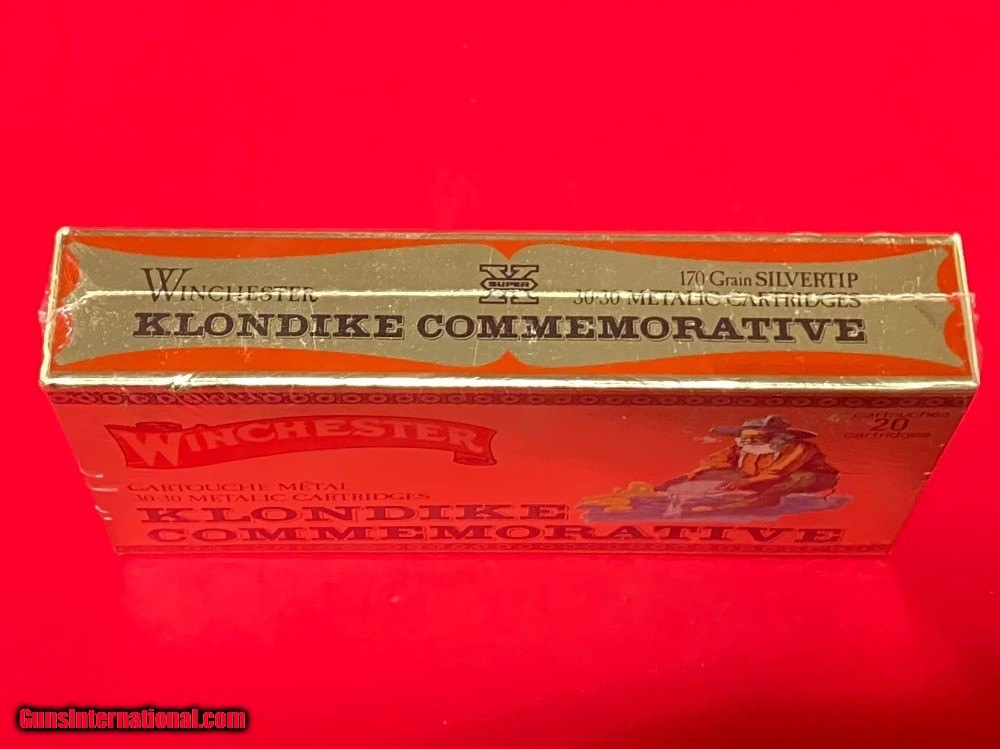 WINCHESTER
X
SUPER
170 Grain SILVERTIP
30-30 METALIC CARTRIDGES
KLONDIKE COMMEMORATIVE
WINCHESTER
cartouches
20
cartridges
CARTOUCHE MÉTAL
30-30 METALIC CARTRIDGES
KLONDIKE
COMMEMORATIVE
GunsInternational.com